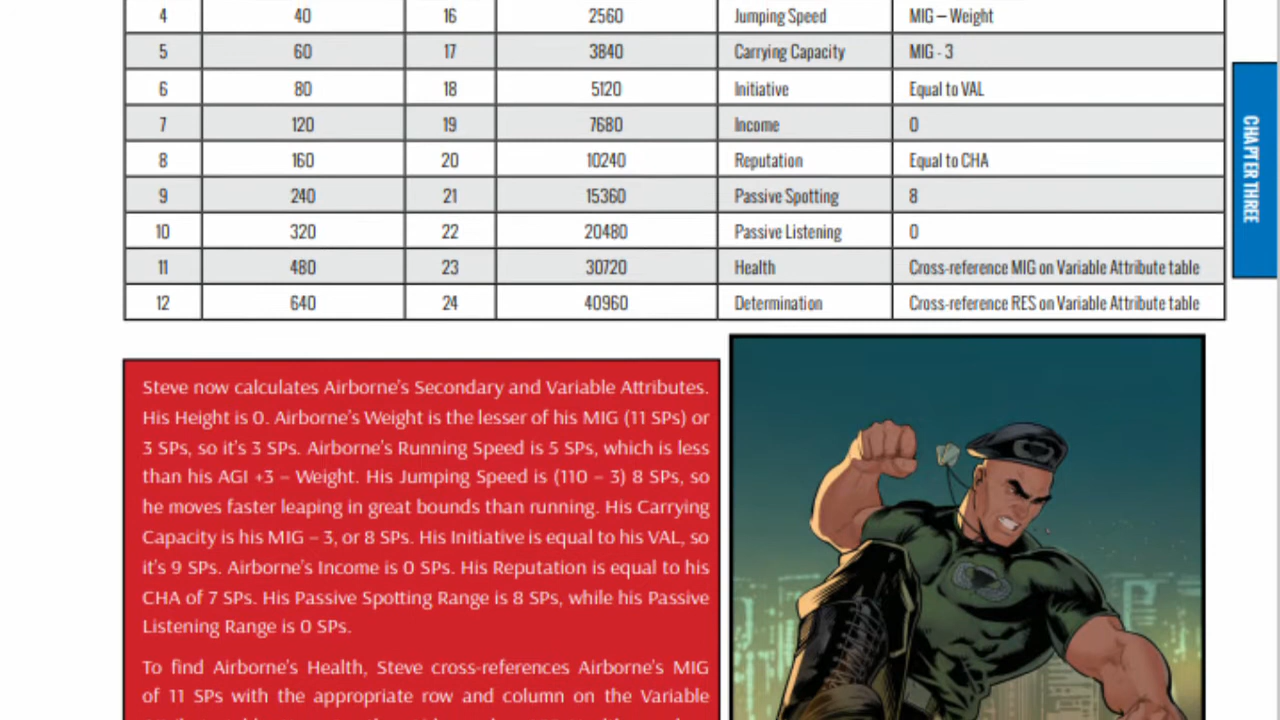 4 40 16 2560 Jumping Speed MIG – Weight
5 60 17 3840 Carrying Capacity MIG - 3
6 80 18 5120 Initiative Equal to VAL
7 120 19 7680 Income 0
8 160 20 10240 Reputation Equal to CHA
9 240 21 15360 Passive Spotting 8
10 320 22 20480 Passive Listening 0
11 480 23 30720 Health Cross-reference MIG on Variable Attribute table
12 640 24 40960 Determination Cross-reference RES on Variable Attribute table
CHAPTER THREE
Steve now calculates Airborne's Secondary and Variable Attributes.
His Height is 0. Airborne's Weight is the lesser of his MIG (11 SPs) or
3 SPs, so it's 3 SPs. Airborne's Running Speed is 5 SPs, which is less
than his AGI +3 – Weight. His Jumping Speed is (110 – 3) 8 SPs, so
he moves faster leaping in great bounds than running. His Carrying
Capacity is his MIG – 3, or 8 SPs. His Initiative is equal to his VAL, so
it's 9 SPs. Airborne's Income is 0 SPs. His Reputation is equal to his
CHA of 7 SPs. His Passive Spotting Range is 8 SPs, while his Passive
Listening Range is 0 SPs.
To find Airborne's Health, Steve cross-references Airborne's MIG
of 11 SPs with the appropriate row and column on the Variable